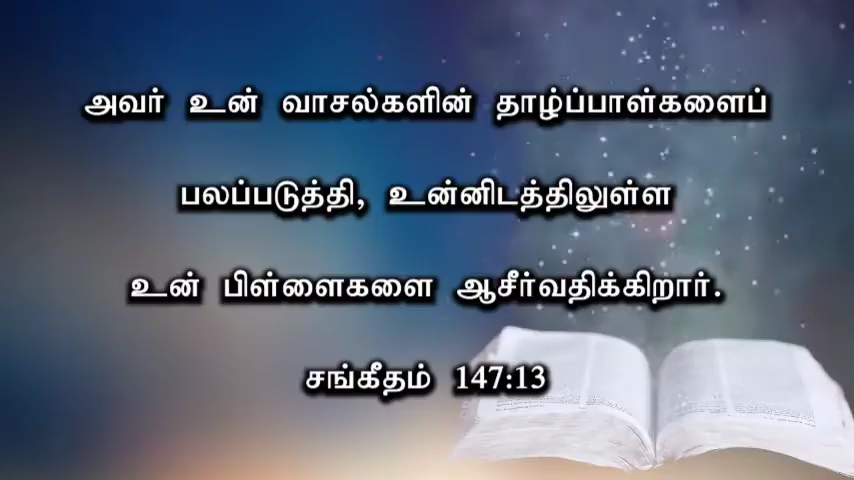 அவர் உன் வாசல்களின் தாழ்ப்பாள்களைப்
பலப்படுத்தி, உன்னிடத்திலுள்ள
உன் பிள்ளைகளை ஆசீர்வதிக்கிறார்.
சங்கீதம் 147:13